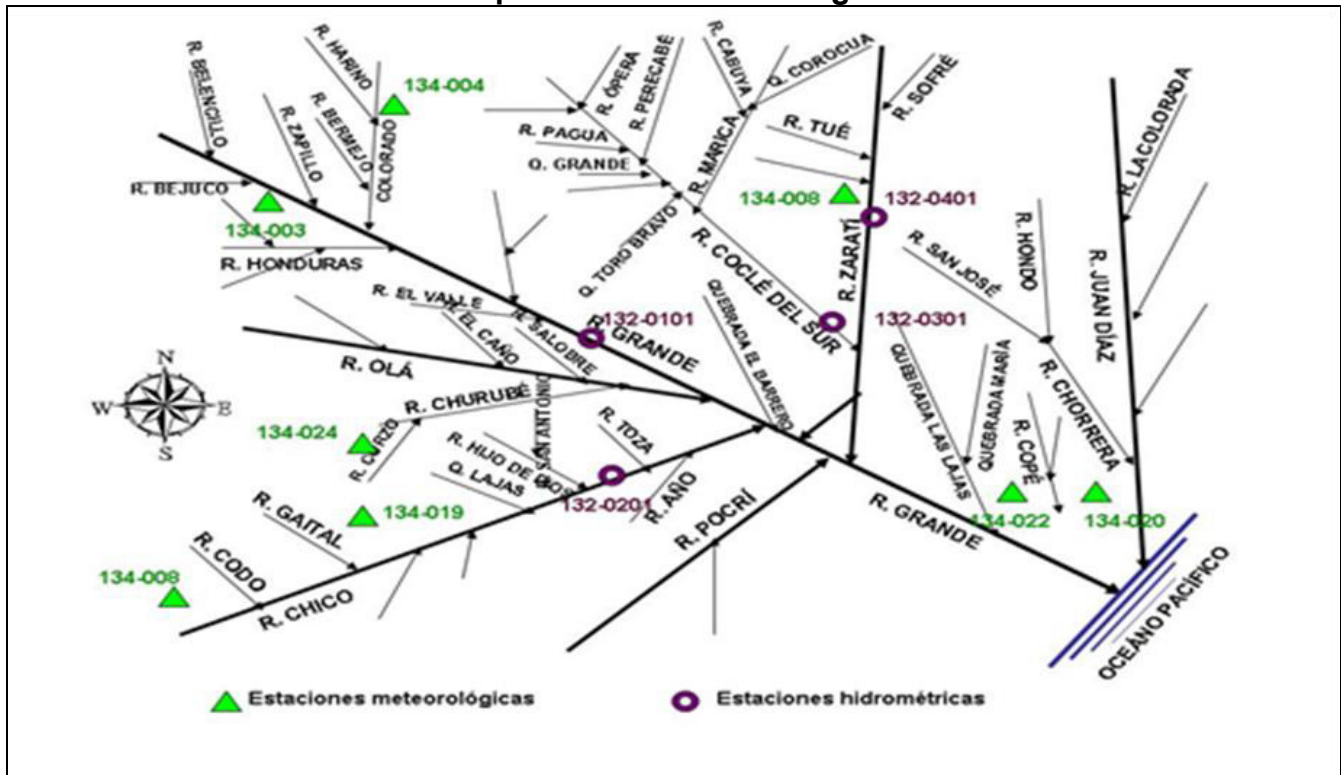 R. BELENCILLO
R. HARINO
134-004
R. ZAPILLO
R. BERMEJO
COLORADO
R. BEJUCO
134-003
R. HONDURAS
R. ÓPERA
R. PERECABÉ
R. PAGUA
Q. GRANDE
R. CABUYA
Q. COROCUA
R. MARICA
R. TUÉ
R. SOFRÉ
134-008
132-0401
R. ZARATÍ
Q. TORO BRAVO
R. COCLÉ DEL SUR
R. SAN JOSÉ
R. HONDO
R. JUAN DÍAZ
R. LACOLORADA
R. EL VALLE
R. EL CAÑO
R. SALOBRE
132-0101
R. GRANDE
QUEBRADA EL BARRERO
132-0301
QUEBRADA LAS LAJAS
QUEBRADA MARÍA
R. COPÉ
R. CHORRERA
N
W
E
S
R. OLÁ
R. CHURUBÉ
SAN ANTONIO
R. TOZA
134-024
R. HIJO DE DIOS
Q. LAJAS
132-0201
R. AÑO
R. POCRÍ
R. GRANDE
134-022
134-020
R. GAITAL
134-019
R. CODO
134-008
R. CHICO
OCEÀNO PACÍFICO
Estaciones meteorológicas
Estaciones hidrométricas